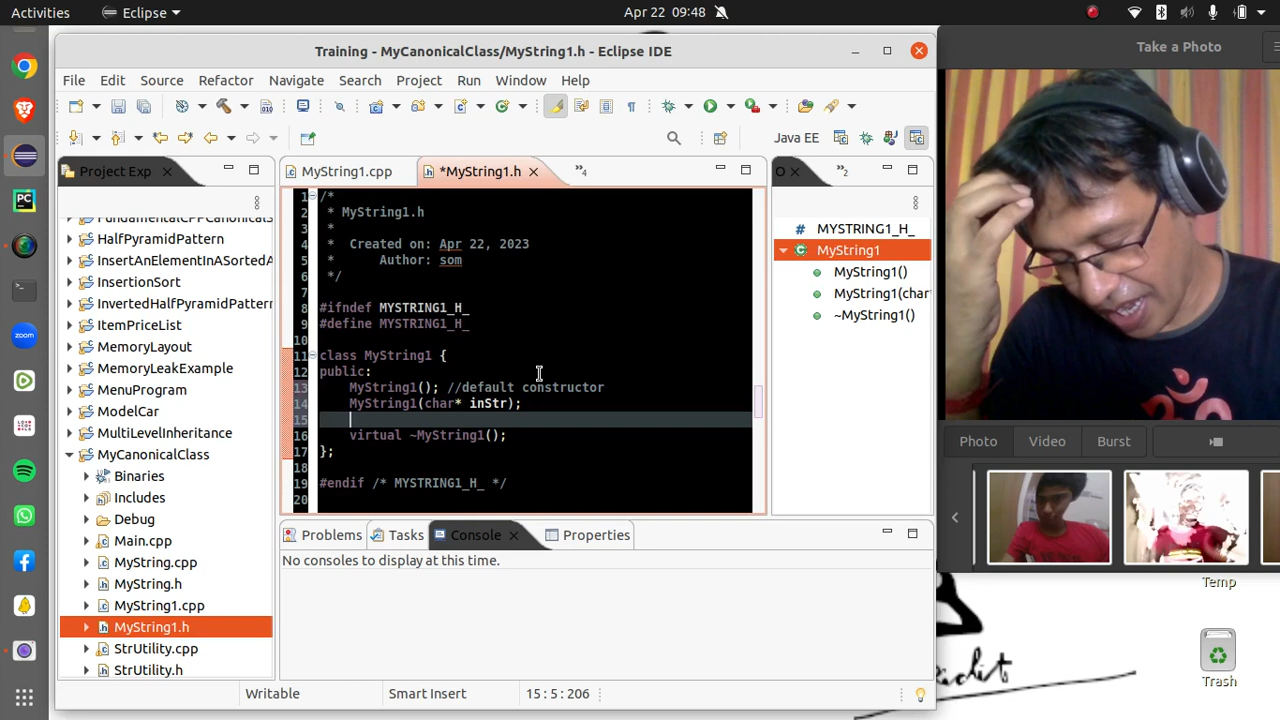 Activities
Eclipse
Apr 22 09:48
Training - MyCanonicalClass/MyString1.h - Eclipse IDE
Take a Photo
File Edit Source Refactor Navigate Search Project Run Window Help
Java EE
Project Exp
MyString1.cpp
*MyString1.h
»4
O
»2
FundamentalCPPCanonicals
HalfPyramidPattern
InsertAnElementInASortedA
InsertionSort
InvertedHalfPyramidPattern
ItemPriceList
MemoryLayout
MemoryLeakExample
MenuProgram
ModelCar
MultiLevelInheritance
MyCanonicalClass
Binaries
Includes
Debug
Main.cpp
MyString.cpp
MyString.h
MyString1.cpp
MyString1.h
StrUtility.cpp
StrUtility.h
1 /*
2 * MyString1.h
3 *
4 * Created on: Apr 22, 2023
5 * Author: som
6 */
7
8 #ifndef MYSTRING1_H_
9 #define MYSTRING1_H_
10
11 class MyString1 {
12 public:
13 MyString1(); //default constructor
14 MyString1(char* inStr);
15
16 virtual ~MyString1();
17 };
18
19 #endif /* MYSTRING1_H_ */
20
# MYSTRING1_H_
MyString1
MyString1()
MyString1(char
~MyString1()
Problems Tasks Console Properties
No consoles to display at this time.
Writable
Smart Insert
15 : 5 : 206
Photo Video Burst
Temp
Trash
zoom